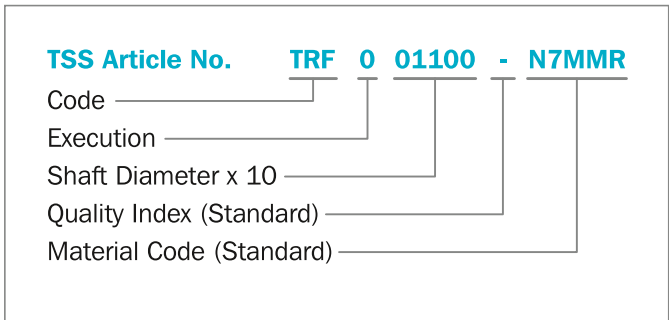 TSS Article No. TRF 0 01100 - N7MMR
Code
Execution
Shaft Diameter x 10
Quality Index (Standard)
Material Code (Standard)